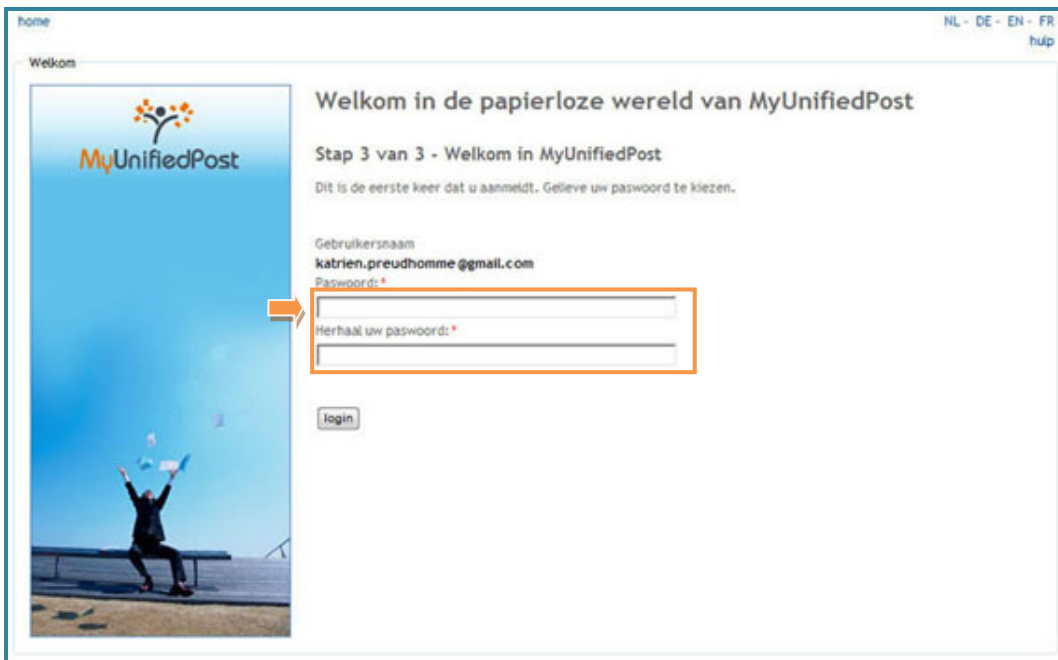 home
NL - DE - EN - FR
hulp
Welkom
MyUnifiedPost
Welkom in de papierloze wereld van MyUnifiedPost
Stap 3 van 3 - Welkom in MyUnifiedPost
Dit is de eerste keer dat u aanmeldt. Gelieve uw paswoord te kiezen.
Gebruikersnaam
katrien.preudhomme@gmail.com
Paswoord:*
Herhaal uw paswoord:*
login